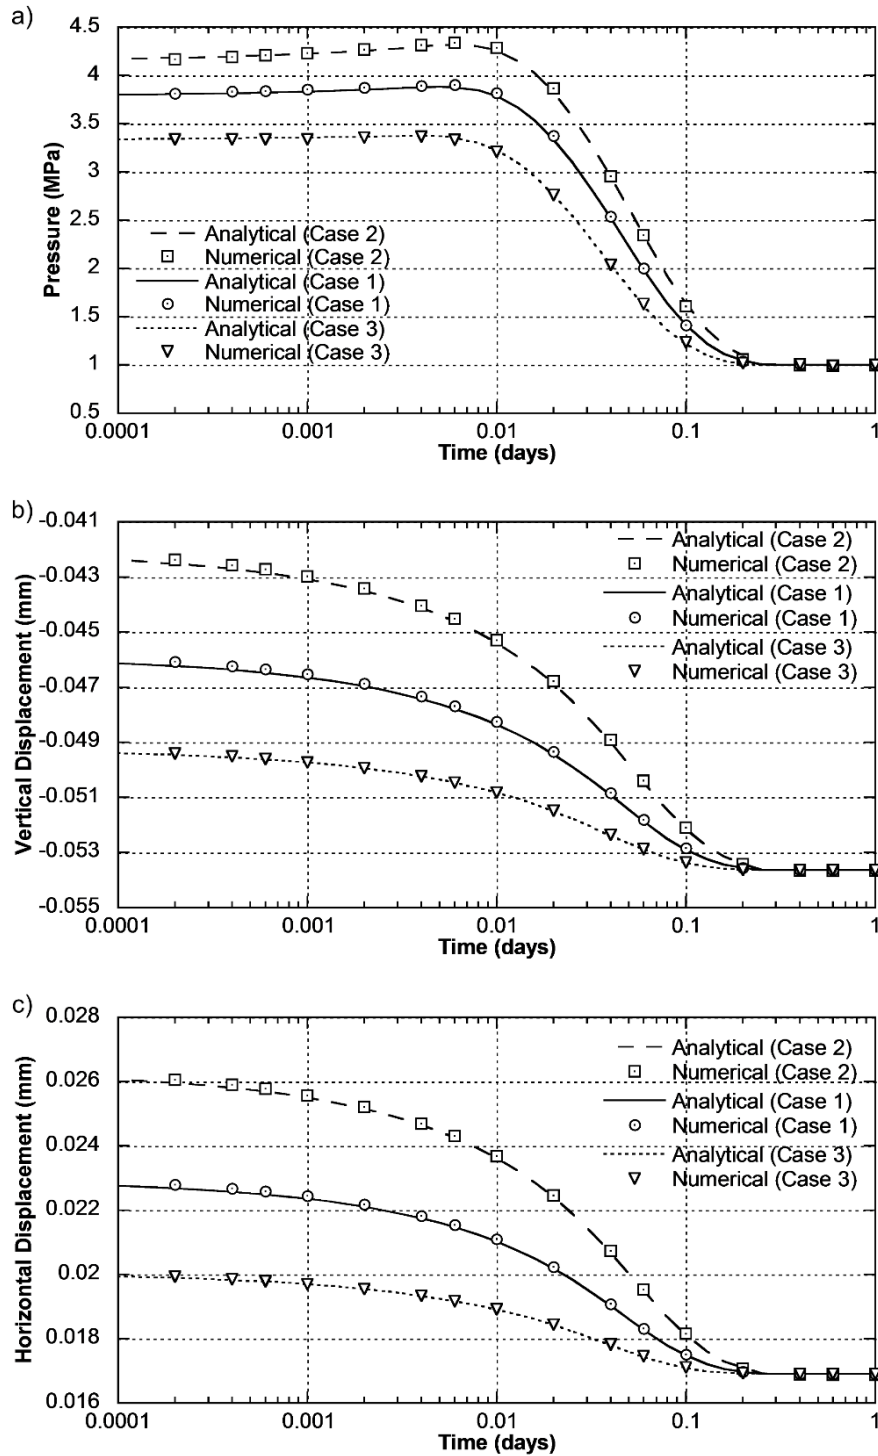 a)
4.5
4
3.5
3
2.5
2
1.5
1
0.5
Pressure (MPa)
Analytical (Case 2)
Numerical (Case 2)
Analytical (Case 1)
Numerical (Case 1)
Analytical (Case 3)
Numerical (Case 3)
0.0001 0.001 0.01 0.1 1
Time (days)
b)
-0.041
-0.043
-0.045
-0.047
-0.049
-0.051
-0.053
-0.055
Vertical Displacement (mm)
Analytical (Case 2)
Numerical (Case 2)
Analytical (Case 1)
Numerical (Case 1)
Analytical (Case 3)
Numerical (Case 3)
0.0001 0.001 0.01 0.1 1
Time (days)
c)
0.028
0.026
0.024
0.022
0.02
0.018
0.016
Horizontal Displacement (mm)
Analytical (Case 2)
Numerical (Case 2)
Analytical (Case 1)
Numerical (Case 1)
Analytical (Case 3)
Numerical (Case 3)
0.0001 0.001 0.01 0.1 1
Time (days)